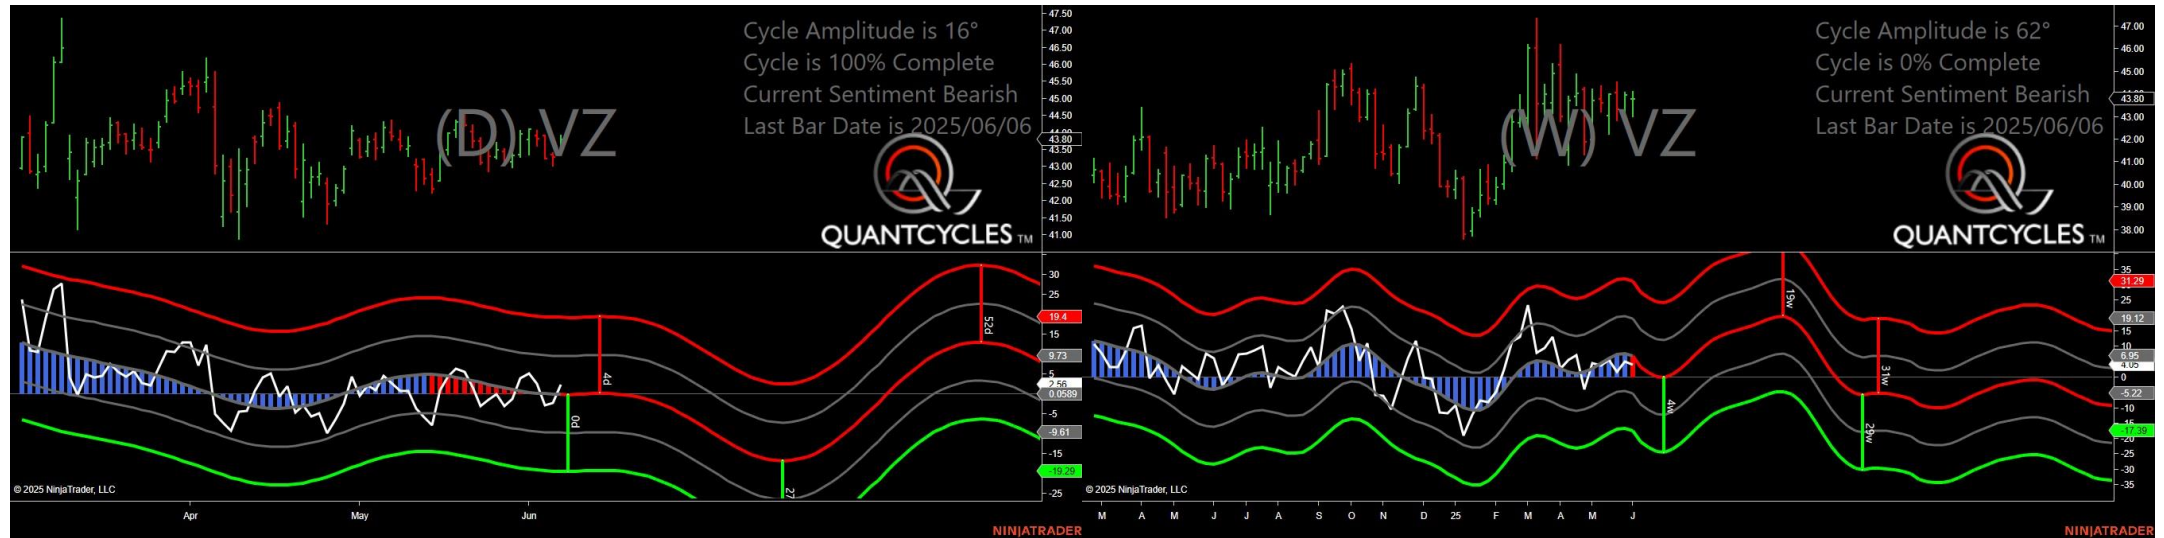 Cycle Amplitude is 16°
Cycle is 100% Complete
Current Sentiment Bearish
Last Bar Date is 2025/06/06
(D) VZ
QUANTCYCLES TM
47.50
47.00
46.50
46.00
45.50
45.00
44.50
43.80
43.50
43.00
42.50
42.00
41.50
41.00
30
25
19.4
15
9.73
5
2.56
0.0589
-5
-9.61
-15
-19.29
-25
4d
0d
27
52d
© 2025 NinjaTrader, LLC
Apr
May
Jun
NINJATRADER
Cycle Amplitude is 62°
Cycle is 0% Complete
Current Sentiment Bearish
Last Bar Date is 2025/06/06
(W) VZ
QUANTCYCLES TM
47.00
46.00
45.00
43.80
43.00
42.00
41.00
40.00
39.00
38.00
35
31.29
25
19.12
15
10
6.95
4.05
0
-5.22
-10
-17.39
-20
-25
-30
-35
19w
4w
31w
29w
© 2025 NinjaTrader, LLC
M A M J J A S O N D 25 F M A M J
NINJATRADER